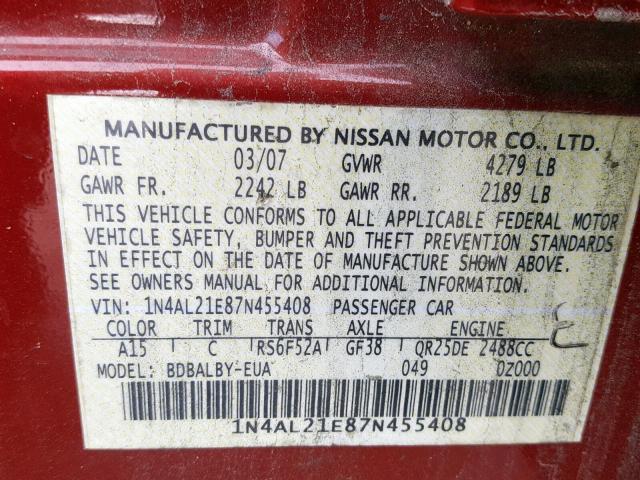 MANUFACTURED BY NISSAN MOTOR CO., LTD.
DATE 03/07 GVWR 4279 LB
GAWR FR. 2242 LB GAWR RR. 2189 LB
THIS VEHICLE CONFORMS TO ALL APPLICABLE FEDERAL MOTOR
VEHICLE SAFETY, BUMPER AND THEFT PREVENTION STANDARDS
IN EFFECT ON THE DATE OF MANUFACTURE SHOWN ABOVE.
SEE OWNERS MANUAL FOR ADDITIONAL INFORMATION.
VIN: 1N4AL21E87N455408 PASSENGER CAR
COLOR TRIM TRANS AXLE ENGINE
A15 C RS6F52A GF38 QR25DE 2488CC
MODEL: BDBALBY-EUA 049 0Z000
1N4AL21E87N455408